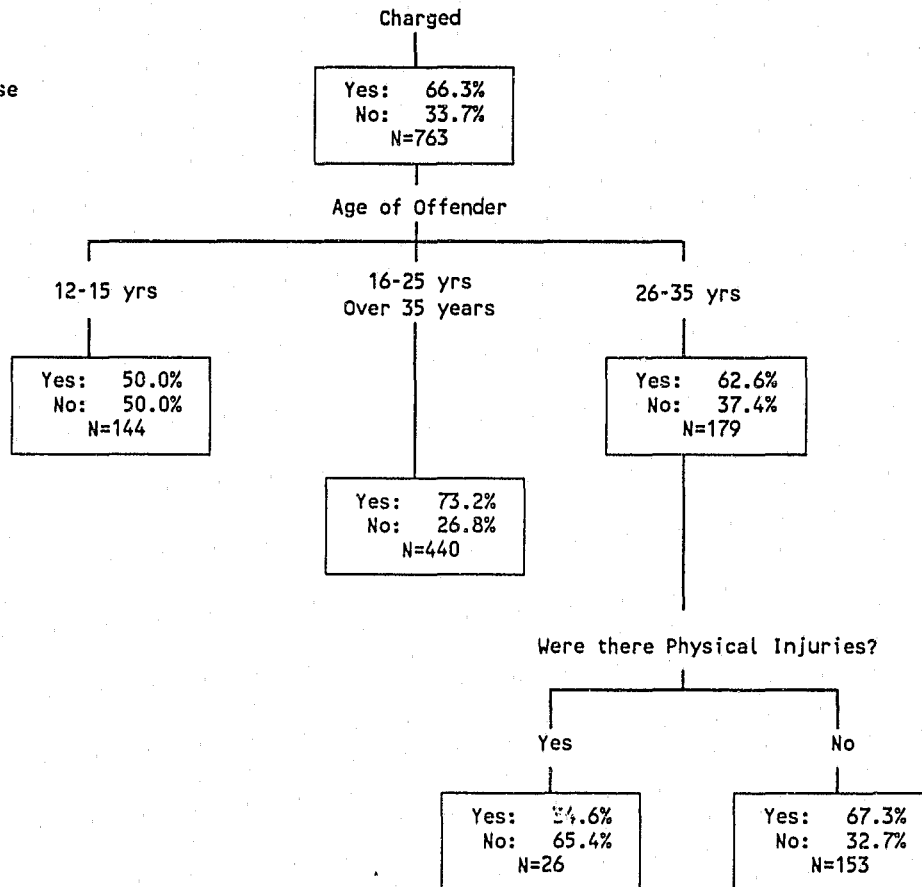 Charged
se
Yes: 66.3%
No: 33.7%
N=763
Age of Offender
12-15 yrs
16-25 yrs
Over 35 years
26-35 yrs
Yes: 50.0%
No: 50.0%
N=144
Yes: 62.6%
No: 37.4%
N=179
Yes: 73.2%
No: 26.8%
N=440
Were there Physical Injuries?
Yes
No
Yes: 34.6%
No: 65.4%
N=26
Yes: 67.3%
No: 32.7%
N=153